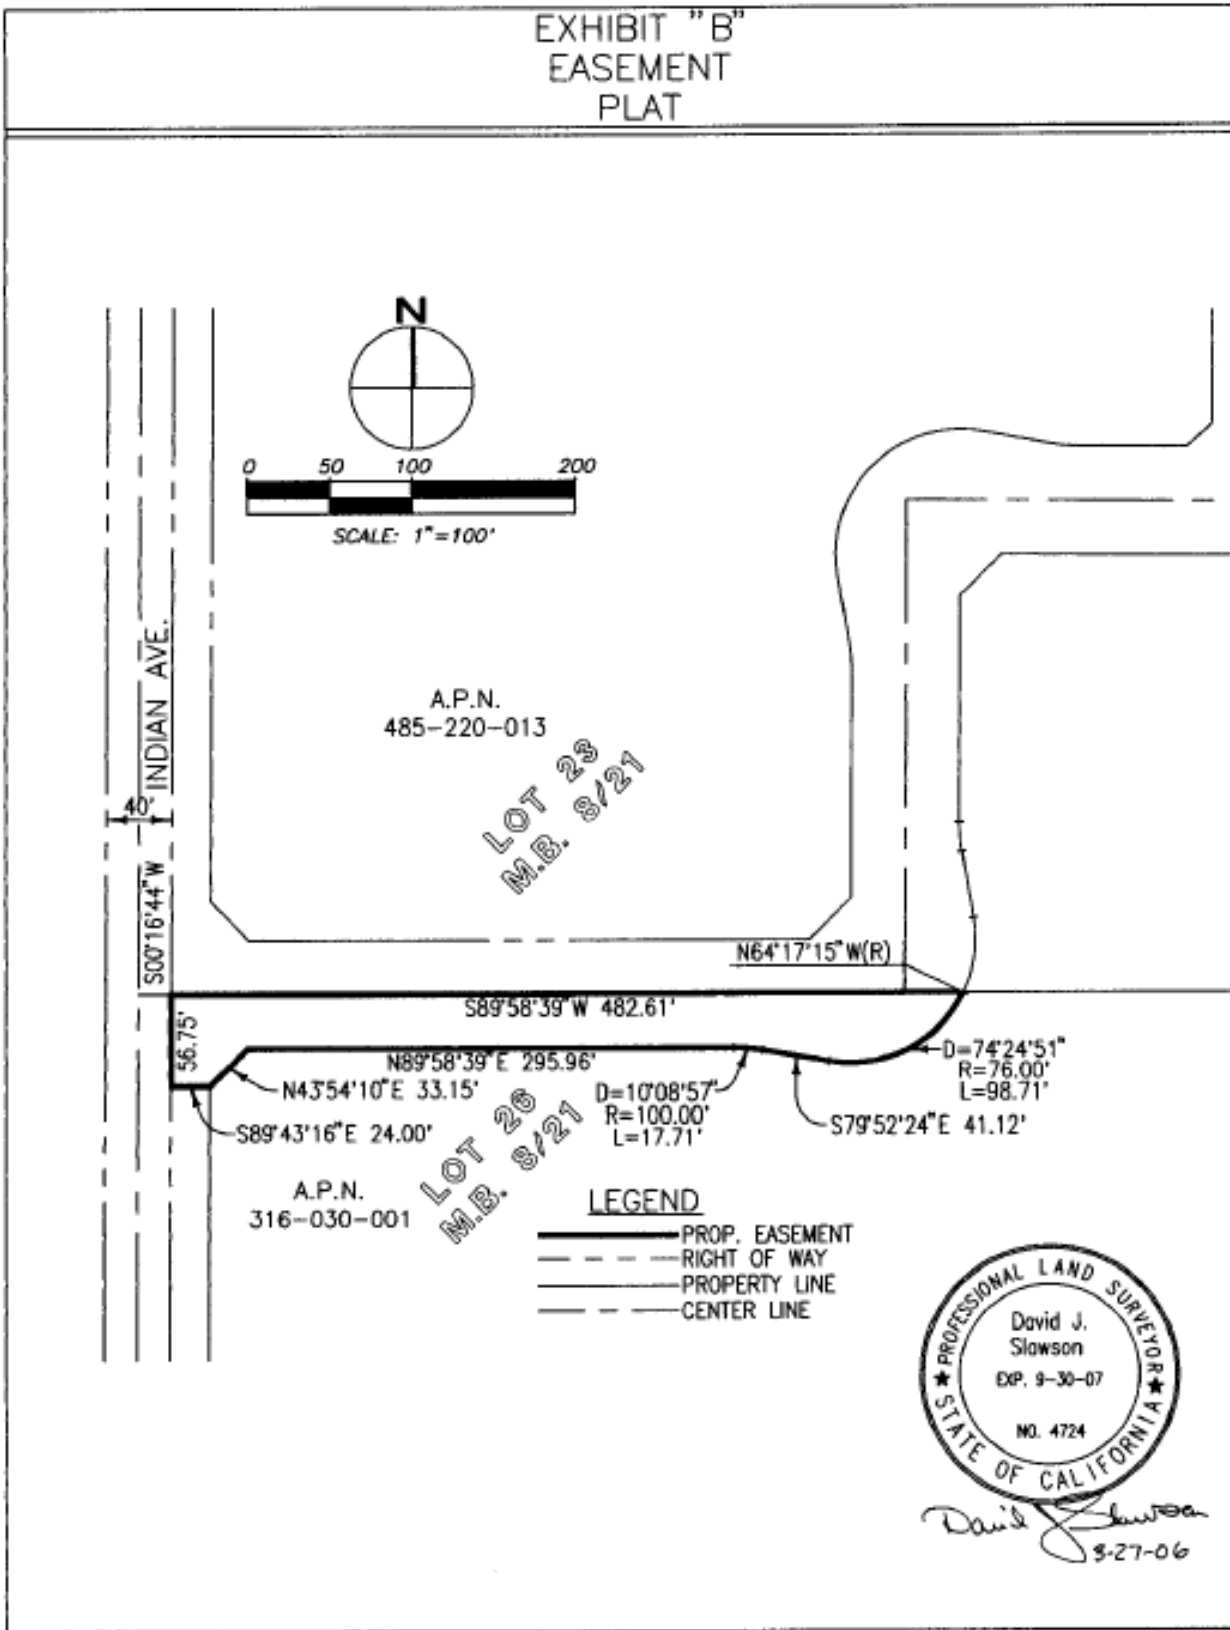 EXHIBIT "B"
EASEMENT
PLAT
N
0 50 100 200
SCALE: 1"=100'
INDIAN AVE.
40'
S00°16'44"W
A.P.N.
485-220-013
LOT 23
M.B. 8/21
N64°17'15"W(R)
S89°58'39"W 482.61'
56.75'
N89°58'39"E 295.96'
N43°54'10"E 33.15'
S89°43'16"E 24.00'
D=10°08'57"
R=100.00'
L=17.71'
D=74°24'51"
R=76.00'
L=98.71'
S79°52'24"E 41.12'
LOT 26
M.B. 8/21
A.P.N.
316-030-001
LEGEND
PROP. EASEMENT
RIGHT OF WAY
PROPERTY LINE
CENTER LINE
PROFESSIONAL LAND SURVEYOR
David J.
Slawson
EXP. 9-30-07
NO. 4724
STATE OF CALIFORNIA
David J Slawson
3-27-06